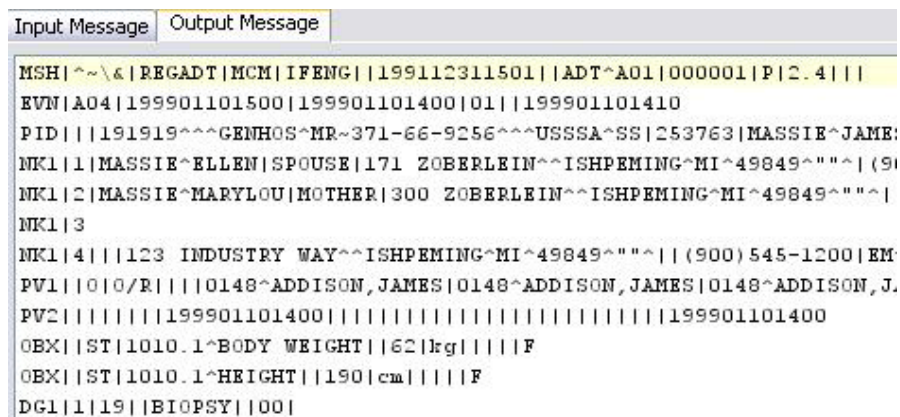 Input Message Output Message
MSH|^~\&|REGADT|MCM|IFENG||199112311501||ADT^A01|000001|P|2.4|||
EVN|A04|199901101500|199901101400|01||199901101410
PID|||191919^^^GENHOS^MR~371-66-9256^^^USSSA^SS|253763|MASSIE^JAMES
NK1|1|MASSIE^ELLEN|SPOUSE|171 ZOBERLEIN^^ISHPEMING^MI^49849^""^|(90
NK1|2|MASSIE^MARYLOU|MOTHER|300 ZOBERLEIN^^ISHPEMING^MI^49849^""^|
NK1|3
NK1|4|||123 INDUSTRY WAY^^ISHPEMING^MI^49849^""^||(900)545-1200|EM^
PV1||O|O/R||||0148^ADDISON,JAMES|0148^ADDISON,JAMES|0148^ADDISON,JA
PV2||||||||199901101400||||||||||||||||||||||||||199901101400
OBX||ST|1010.1^BODY WEIGHT||62|kg|||||F
OBX||ST|1010.1^HEIGHT||190|cm|||||F
DG1|1|19||BIOPSY||00|